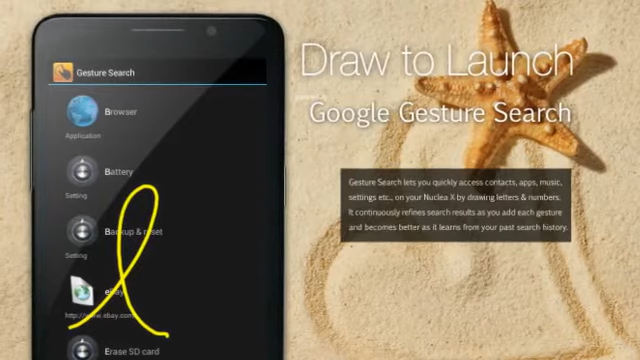 Gesture Search
Browser
Application
Battery
Setting
Backup & reset
Setting
ebay
http://www.ebay.com
Erase SD card
Draw to Launch
Google Gesture Search
Gesture Search lets you quickly access contacts, apps, music,
settings etc., on your Nuclea X by drawing letters & numbers.
It continuously refines search results as you add each gesture
and becomes better as it learns from your past search history.